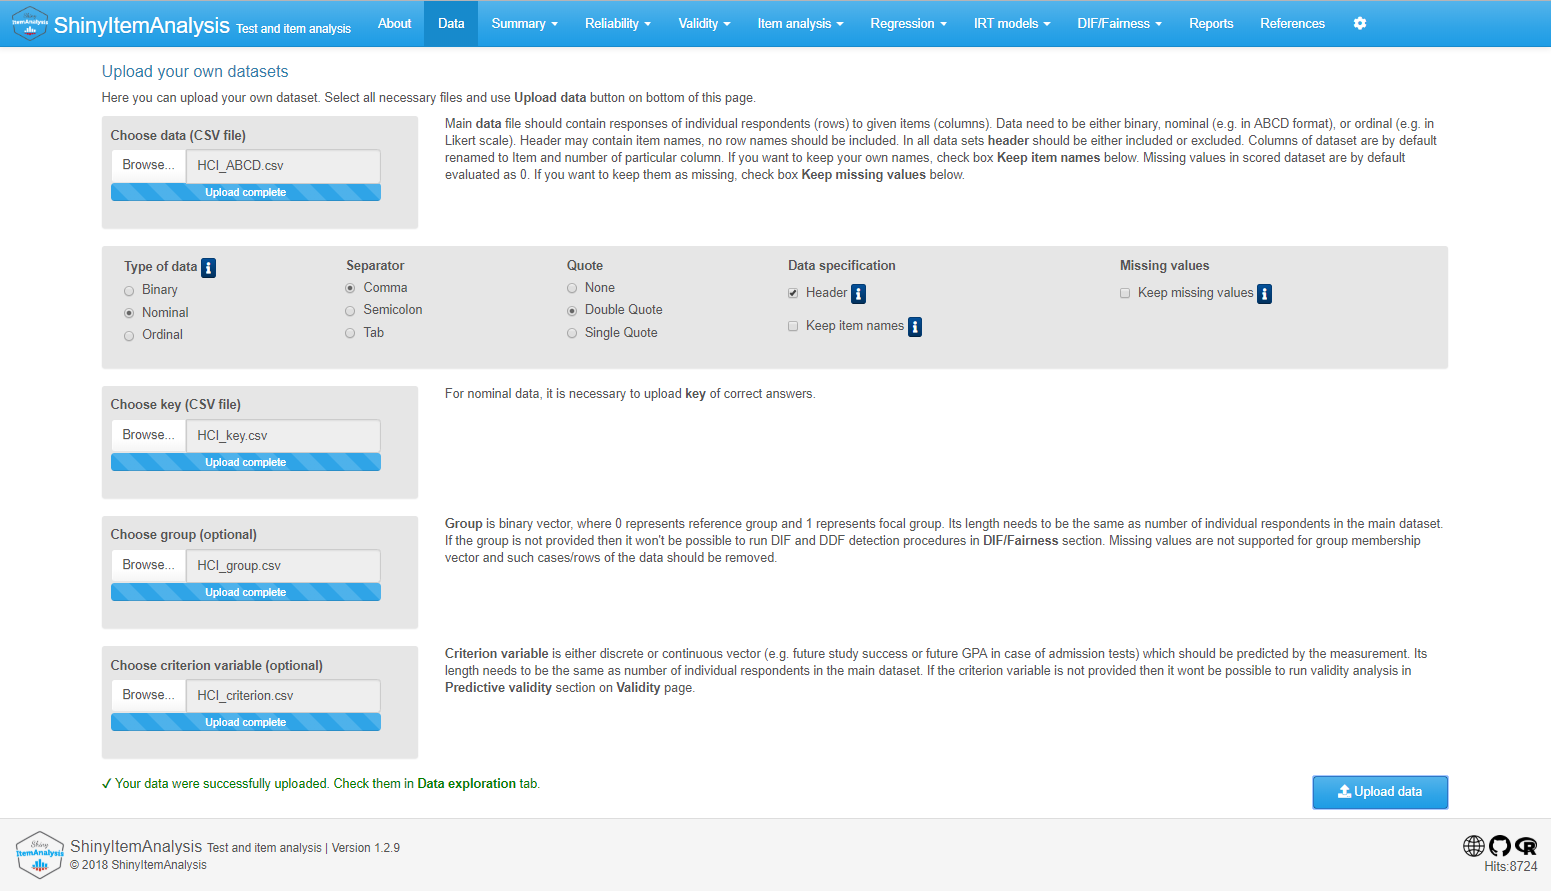 Shiny
ItemAnalysis
ShinyItemAnalysis Test and item analysis
About
Data
Summary
Reliability
Validity
Item analysis
Regression
IRT models
DIF/Fairness
Reports
References
Upload your own datasets
Here you can upload your own dataset. Select all necessary files and use Upload data button on bottom of this page.
Choose data (CSV file)
Browse... HCI_ABCD.csv
Upload complete
Main data file should contain responses of individual respondents (rows) to given items (columns). Data need to be either binary, nominal (e.g. in ABCD format), or ordinal (e.g. in
Likert scale). Header may contain item names, no row names should be included. In all data sets header should be either included or excluded. Columns of dataset are by default
renamed to Item and number of particular column. If you want to keep your own names, check box Keep item names below. Missing values in scored dataset are by default
evaluated as 0. If you want to keep them as missing, check box Keep missing values below.
Type of data i
Binary
Nominal
Ordinal
Separator
Comma
Semicolon
Tab
Quote
None
Double Quote
Single Quote
Data specification
Header i
Keep item names i
Missing values
Keep missing values i
Choose key (CSV file)
Browse... HCI_key.csv
Upload complete
For nominal data, it is necessary to upload key of correct answers.
Choose group (optional)
Browse... HCI_group.csv
Upload complete
Group is binary vector, where 0 represents reference group and 1 represents focal group. Its length needs to be the same as number of individual respondents in the main dataset.
If the group is not provided then it won't be possible to run DIF and DDF detection procedures in DIF/Fairness section. Missing values are not supported for group membership
vector and such cases/rows of the data should be removed.
Choose criterion variable (optional)
Browse... HCI_criterion.csv
Upload complete
Criterion variable is either discrete or continuous vector (e.g. future study success or future GPA in case of admission tests) which should be predicted by the measurement. Its
length needs to be the same as number of individual respondents in the main dataset. If the criterion variable is not provided then it wont be possible to run validity analysis in
Predictive validity section on Validity page.
✓ Your data were successfully uploaded. Check them in Data exploration tab.
Upload data
Shiny
ItemAnalysis
ShinyItemAnalysis Test and item analysis | Version 1.2.9
© 2018 ShinyItemAnalysis
R
Hits:8724